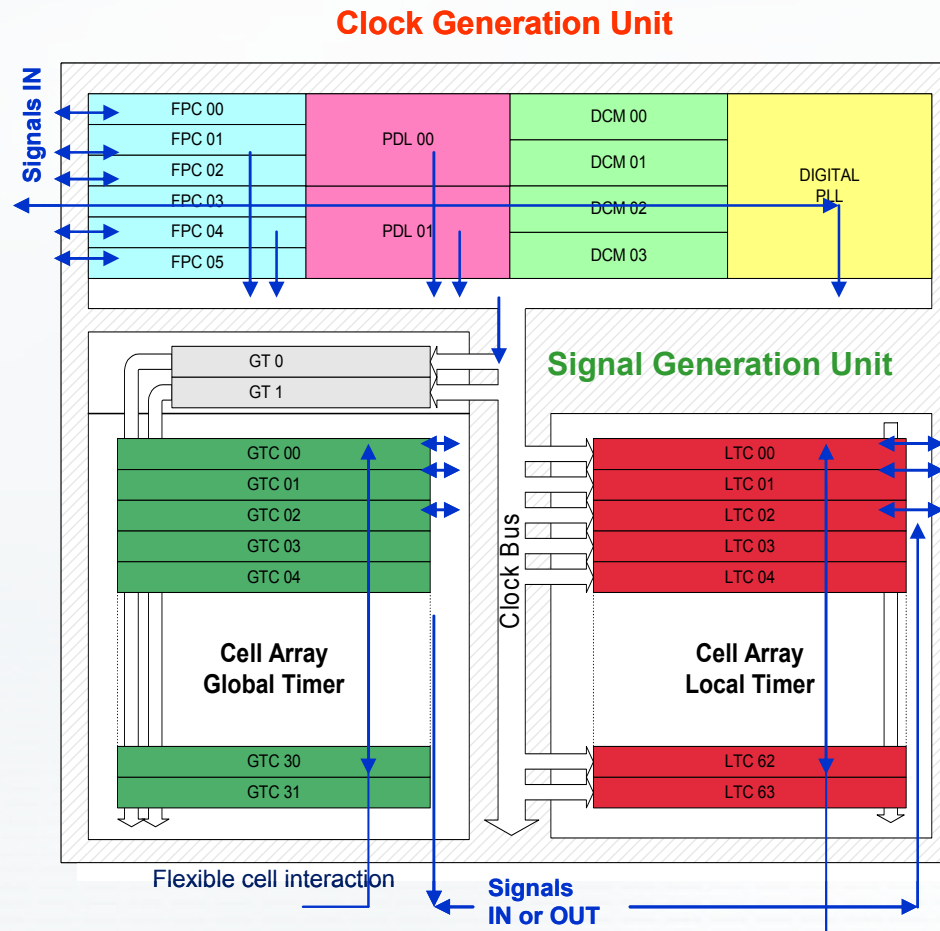 Clock Generation Unit
Signals IN
FPC 00
FPC 01
FPC 02
FPC 03
FPC 04
FPC 05
PDL 00
PDL 01
DCM 00
DCM 01
DCM 02
DCM 03
DIGITAL
PLL
GT 0
GT 1
Signal Generation Unit
GTC 00
GTC 01
GTC 02
GTC 03
GTC 04
Cell Array
Global Timer
GTC 30
GTC 31
Clock Bus
LTC 00
LTC 01
LTC 02
LTC 03
LTC 04
Cell Array
Local Timer
LTC 62
LTC 63
Flexible cell interaction
Signals
IN or OUT